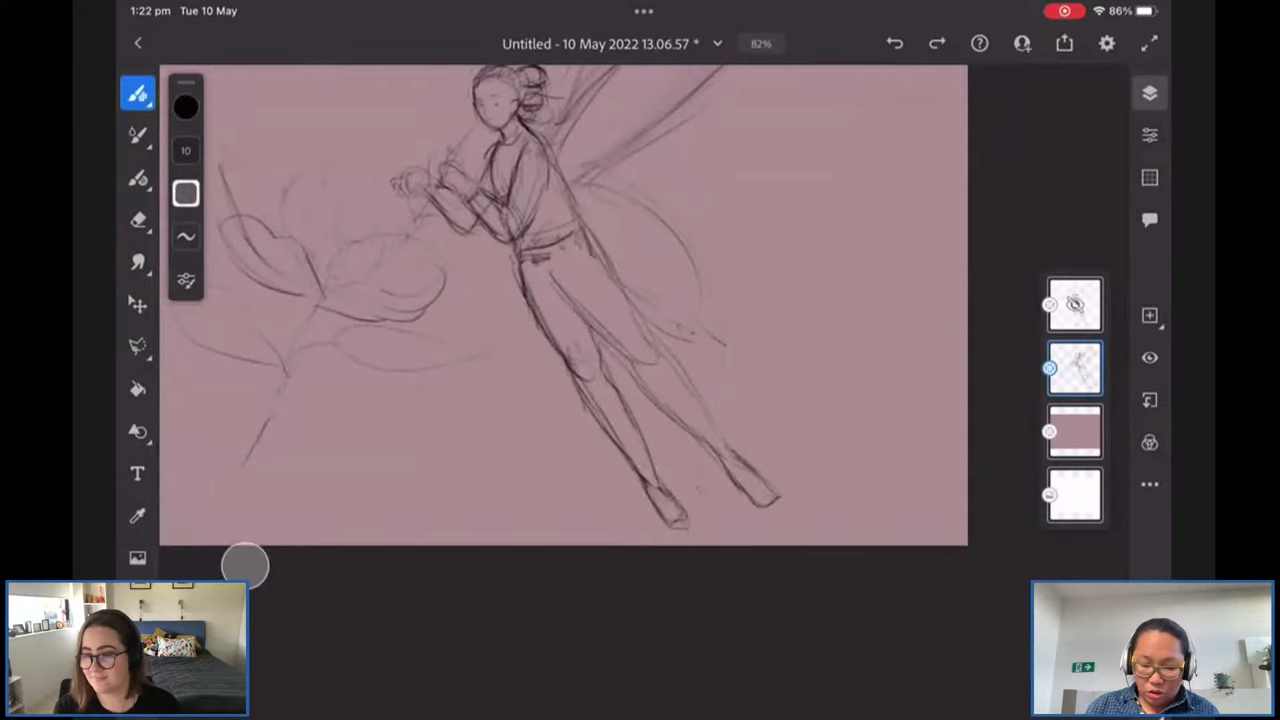 1:22 pm Tue 10 May
86%
Untitled - 10 May 2022 13.06.57 *
82%
10
T